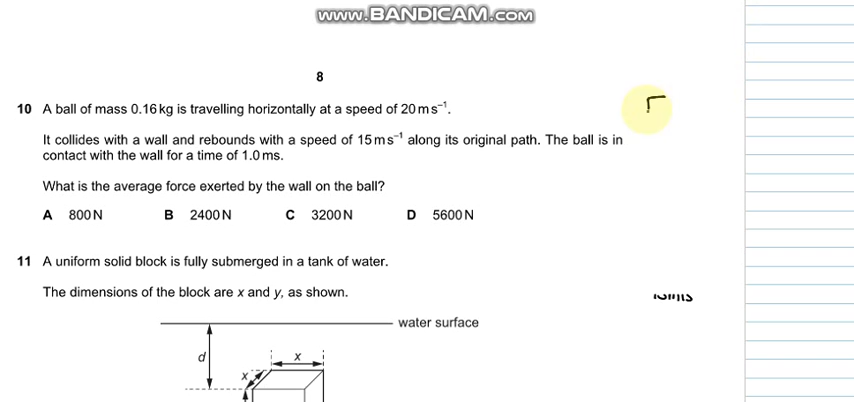 www.BANDICAM.com
8
10 A ball of mass 0.16 kg is travelling horizontally at a speed of 20 m s⁻¹.
It collides with a wall and rebounds with a speed of 15 m s⁻¹ along its original path. The ball is in
contact with the wall for a time of 1.0 ms.
What is the average force exerted by the wall on the ball?
A 800 N B 2400 N C 3200 N D 5600 N
11 A uniform solid block is fully submerged in a tank of water.
The dimensions of the block are x and y, as shown.
water surface
d
x
x